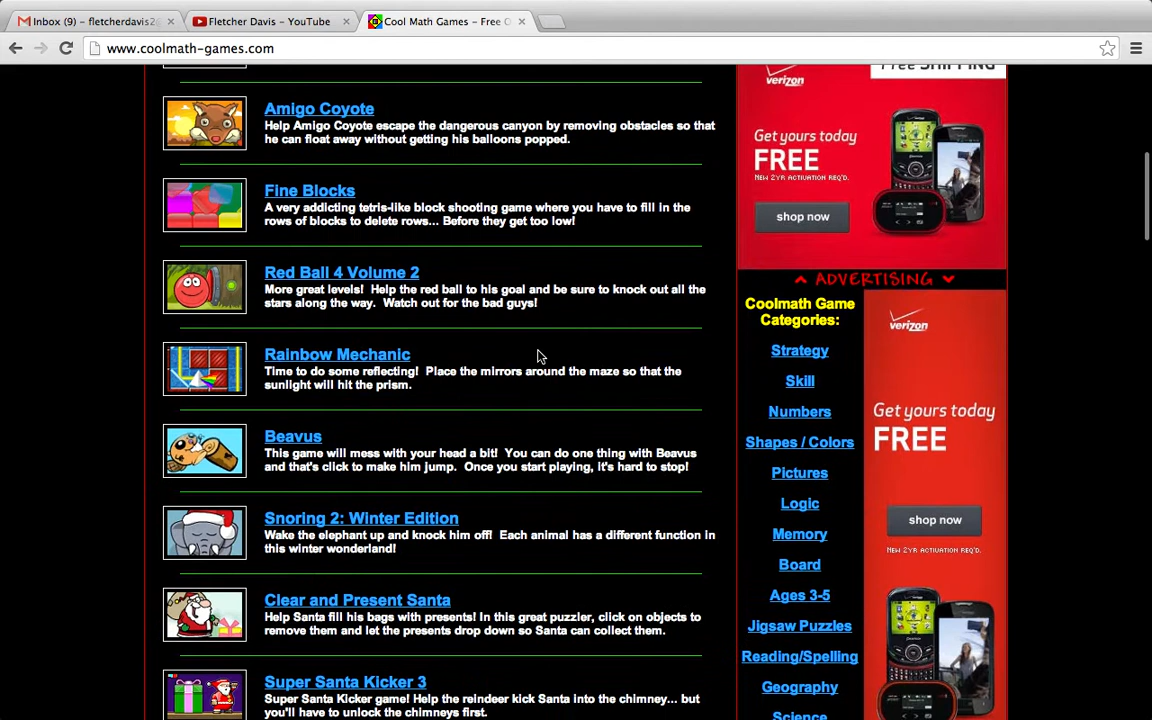 Inbox (9) - fletcherdavis2
Fletcher Davis - YouTube
Cool Math Games - Free O
www.coolmath-games.com
Amigo Coyote
Help Amigo Coyote escape the dangerous canyon by removing obstacles so that
he can float away without getting his balloons popped.
Fine Blocks
A very addicting tetris-like block shooting game where you have to fill in the
rows of blocks to delete rows... Before they get too low!
Red Ball 4 Volume 2
More great levels! Help the red ball to his goal and be sure to knock out all the
stars along the way. Watch out for the bad guys!
Rainbow Mechanic
Time to do some reflecting! Place the mirrors around the maze so that the
sunlight will hit the prism.
Beavus
This game will mess with your head a bit! You can do one thing with Beavus
and that's click to make him jump. Once you start playing, it's hard to stop!
Snoring 2: Winter Edition
Wake the elephant up and knock him off! Each animal has a different function in
this winter wonderland!
Clear and Present Santa
Help Santa fill his bags with presents! In this great puzzler, click on objects to
remove them and let the presents drop down so Santa can collect them.
Super Santa Kicker 3
Super Santa Kicker game! Help the reindeer kick Santa into the chimney... but
you'll have to unlock the chimneys first.
Free SHIPPING
verizon
Get yours today
FREE
NEW 2YR ACTIVATION REQ'D.
shop now
ADVERTISING
Coolmath Game
Categories:
Strategy
Skill
Numbers
Shapes / Colors
Pictures
Logic
Memory
Board
Ages 3-5
Jigsaw Puzzles
Reading/Spelling
Geography
Science
verizon
Get yours today
FREE
shop now
NEW 2YR ACTIVATION REQ'D.